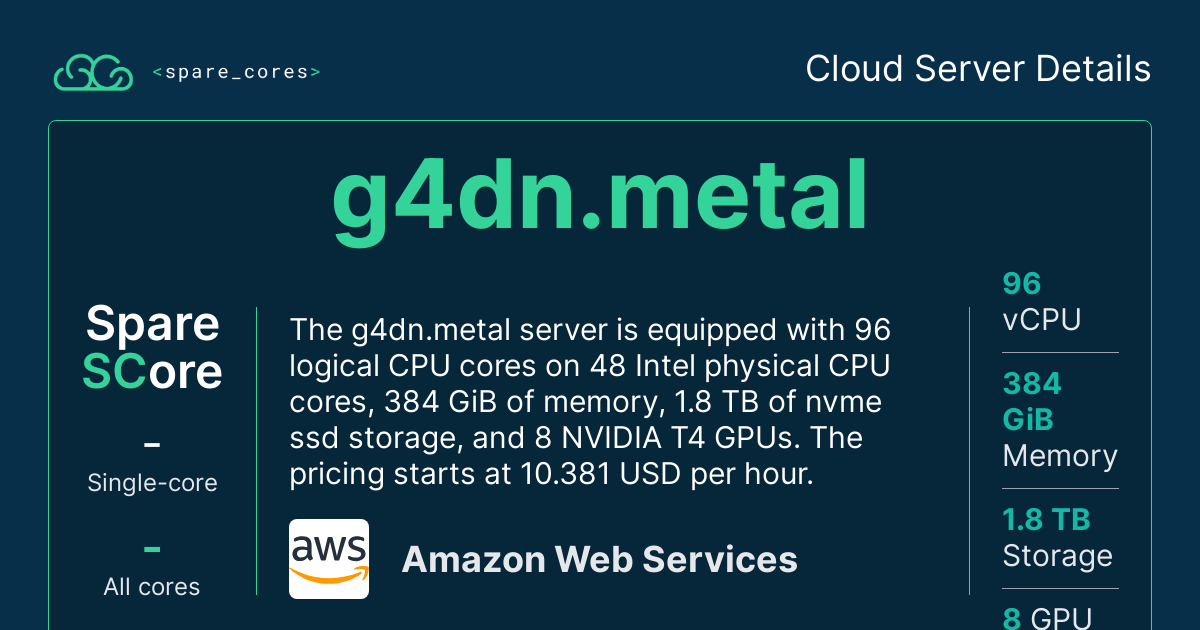 <spare_cores>
Cloud Server Details
g4dn.metal
Spare
SCore
-
Single-core
-
All cores
The g4dn.metal server is equipped with 96
logical CPU cores on 48 Intel physical CPU
cores, 384 GiB of memory, 1.8 TB of nvme
ssd storage, and 8 NVIDIA T4 GPUs. The
pricing starts at 10.381 USD per hour.
aws
Amazon Web Services
96
vCPU
384
GiB
Memory
1.8 TB
Storage
8 GPU